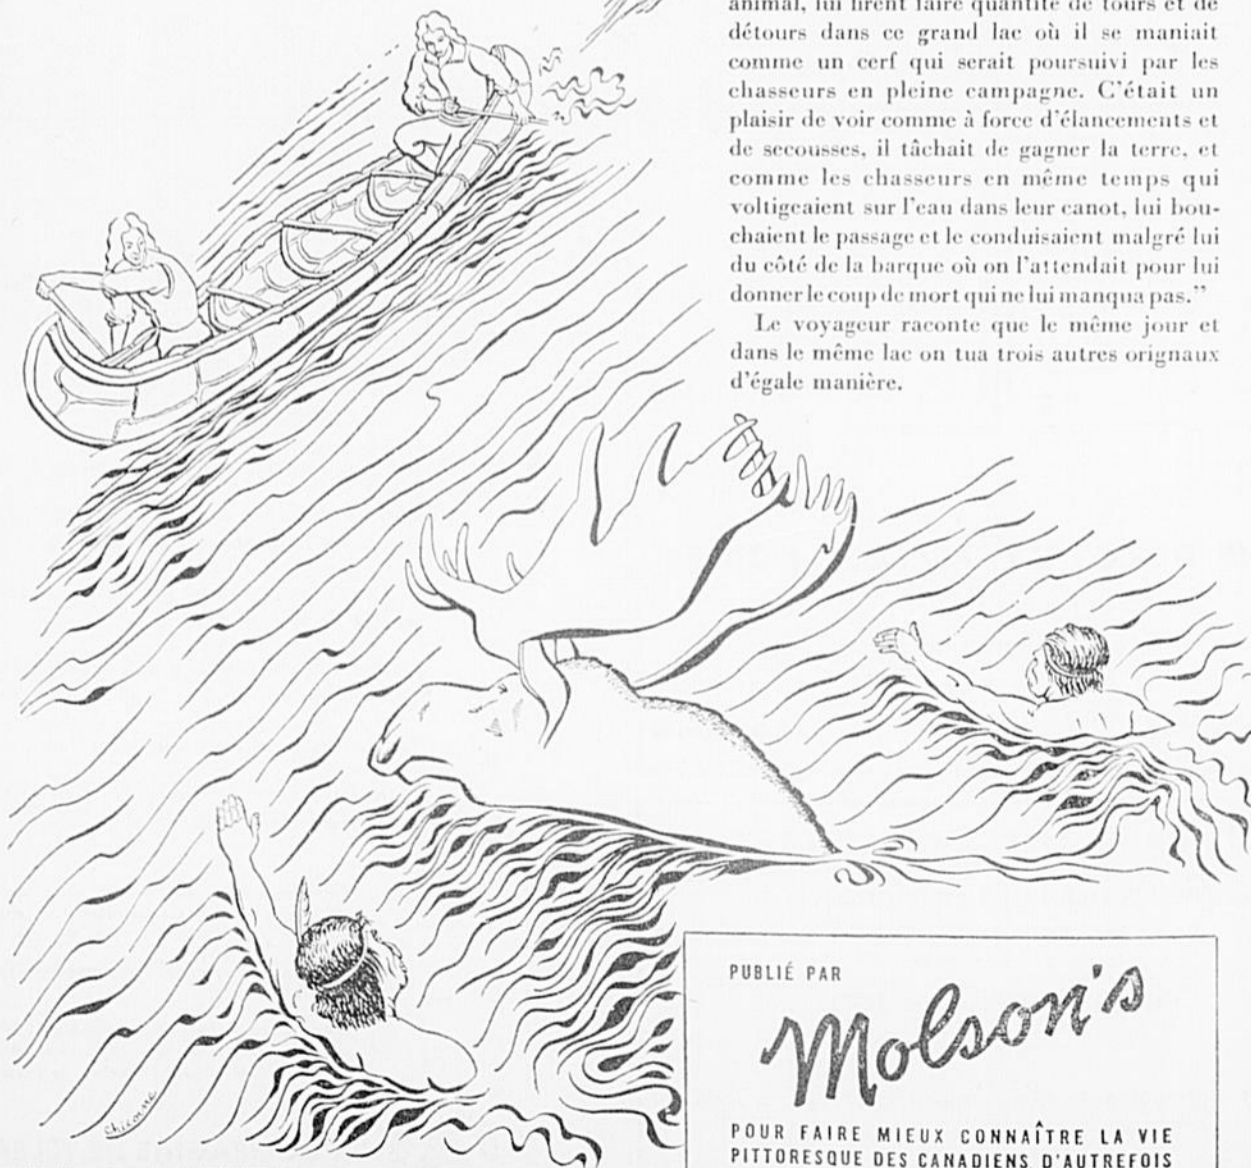 animal, lui firent faire quantité de tours et de
détours dans ce grand lac où il se maniait
comme un cerf qui serait poursuivi par les
chasseurs en pleine campagne. C'était un
plaisir de voir comme à force d'élancements et
de secousses, il tâchait de gagner la terre, et
comme les chasseurs en même temps qui
voltigeaient sur l'eau dans leur canot, lui bou-
chaient le passage et le conduisaient malgré lui
du côté de la barque où on l'attendait pour lui
donner le coup de mort qui ne lui manqua pas.”
Le voyageur raconte que le même jour et
dans le même lac on tua trois autres orignaux
d'égale manière.
PUBLIÉ PAR
Molson's
POUR FAIRE MIEUX CONNAÎTRE LA VIE
PITTORESQUE DES CANADIENS D'AUTREFOIS